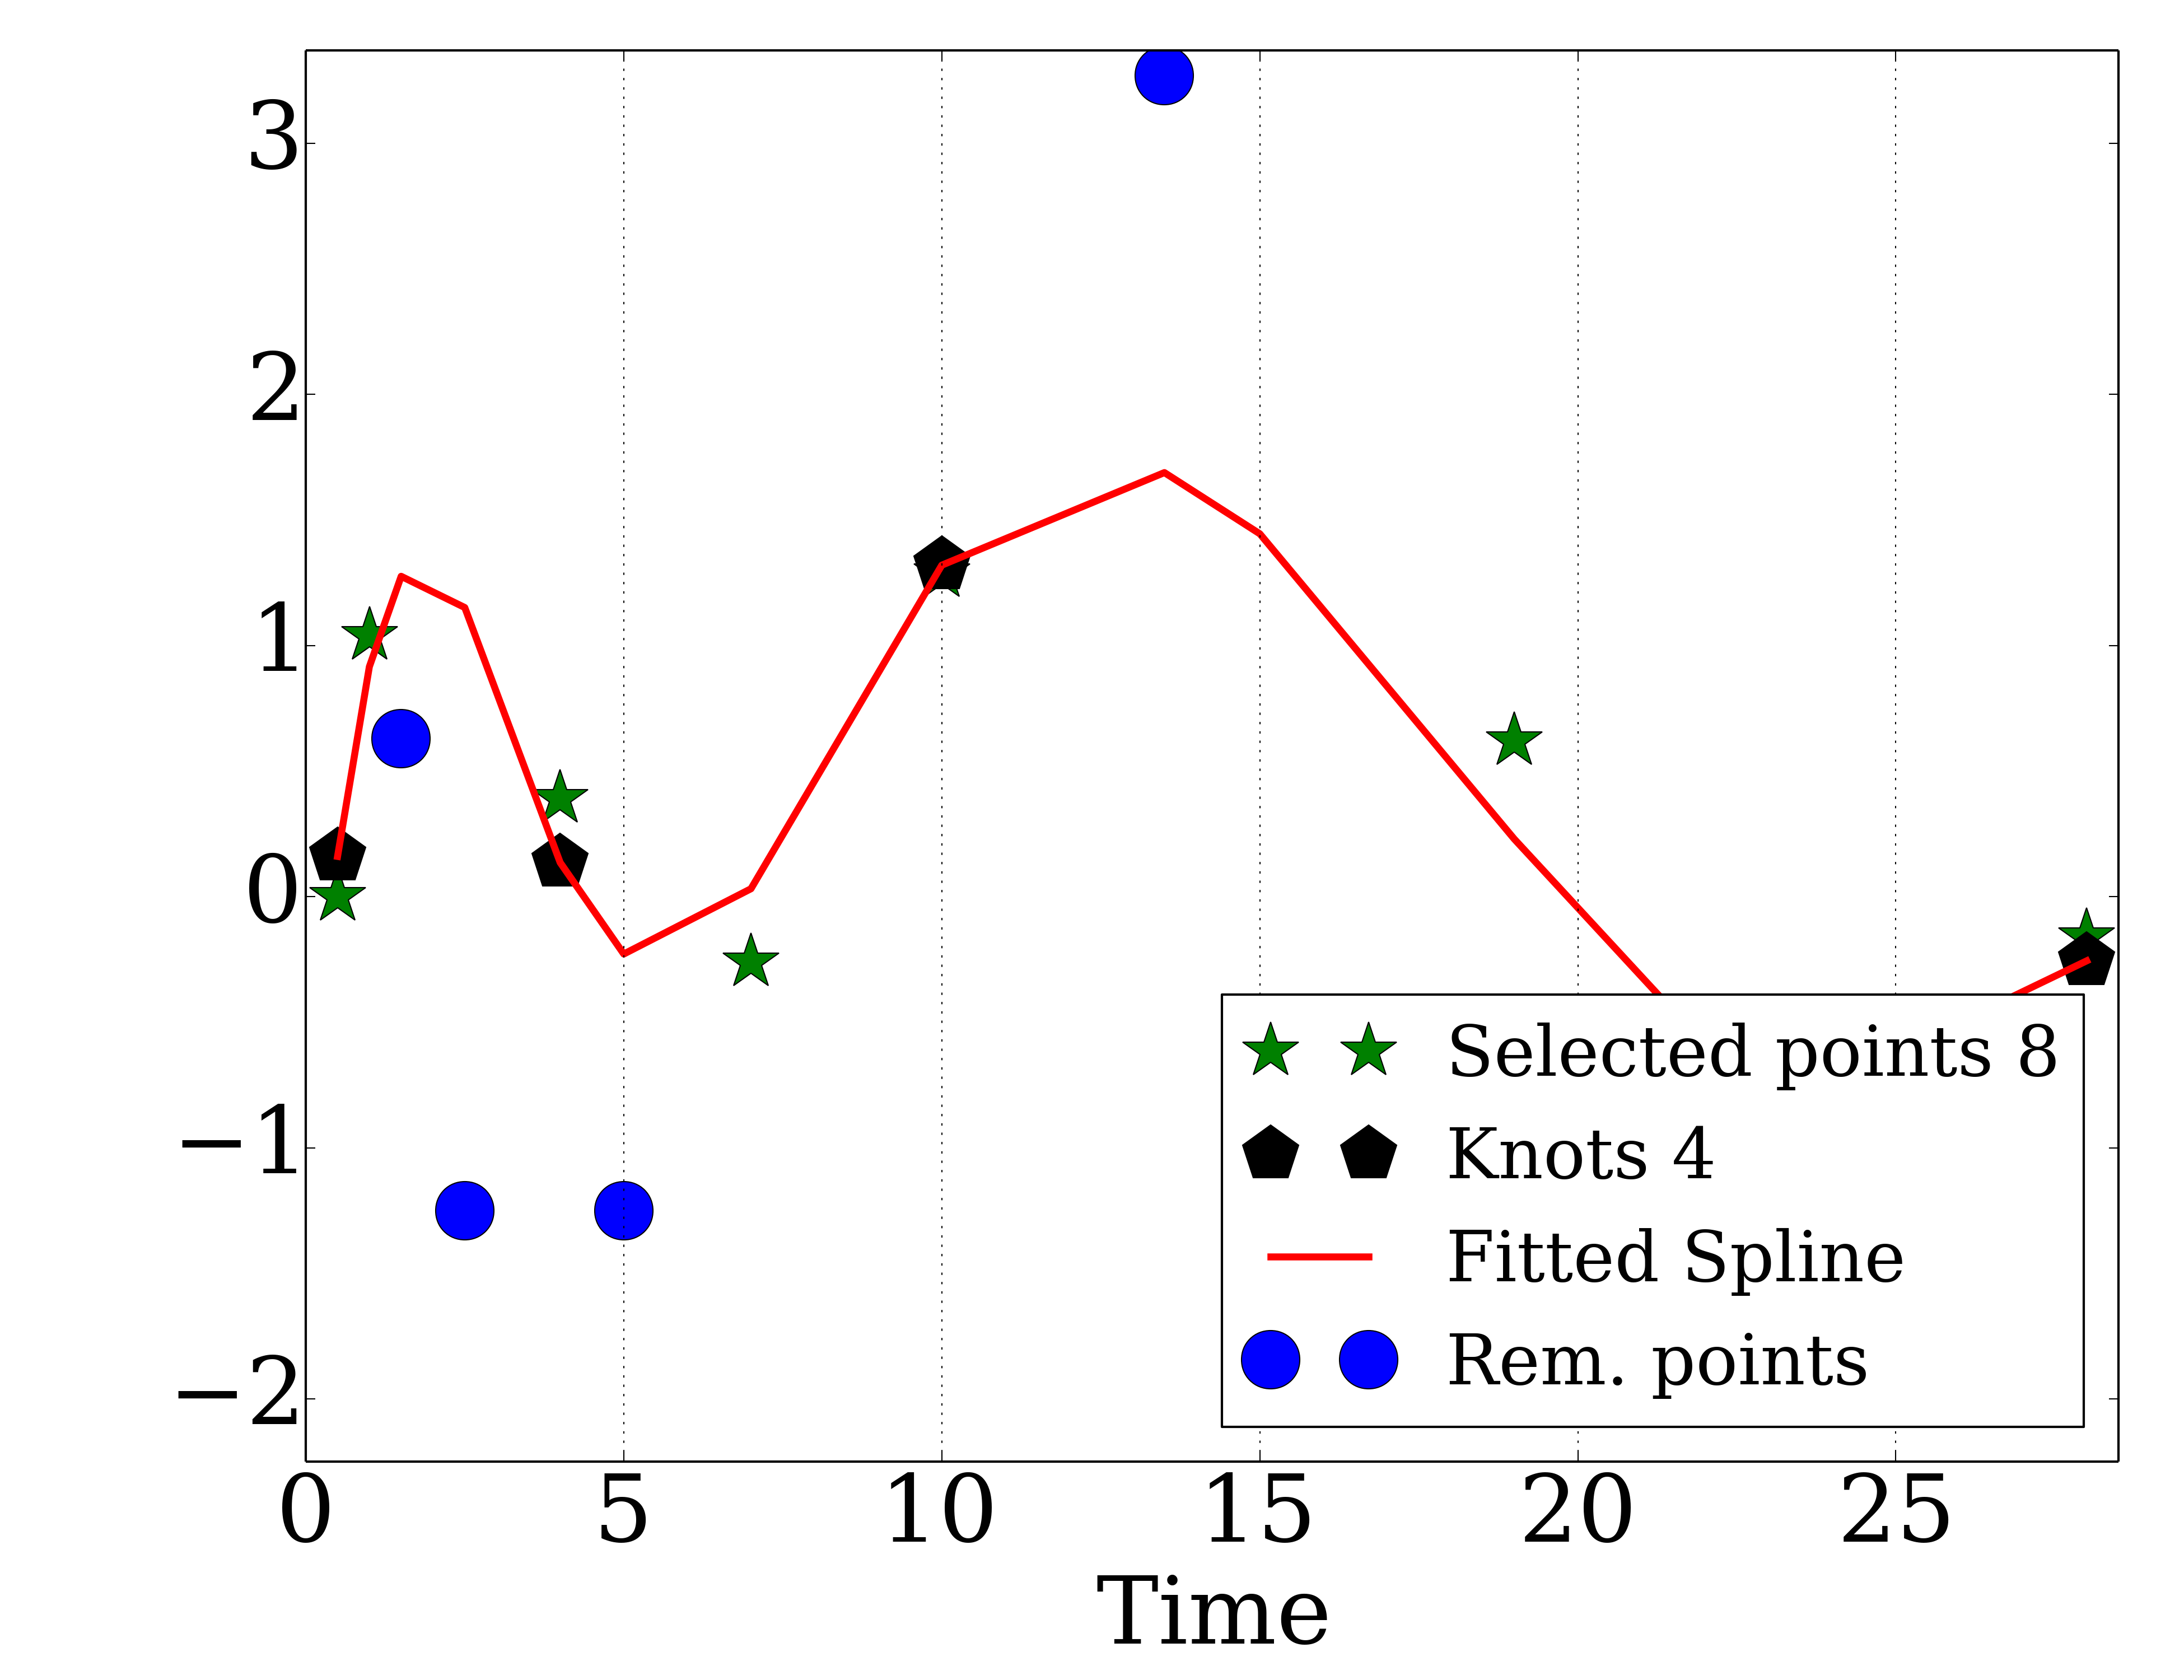 3
2
1
0
−1
−2
Selected points 8
Knots 4
Fitted Spline
Rem. points
0 5 10 15 20 25
Time